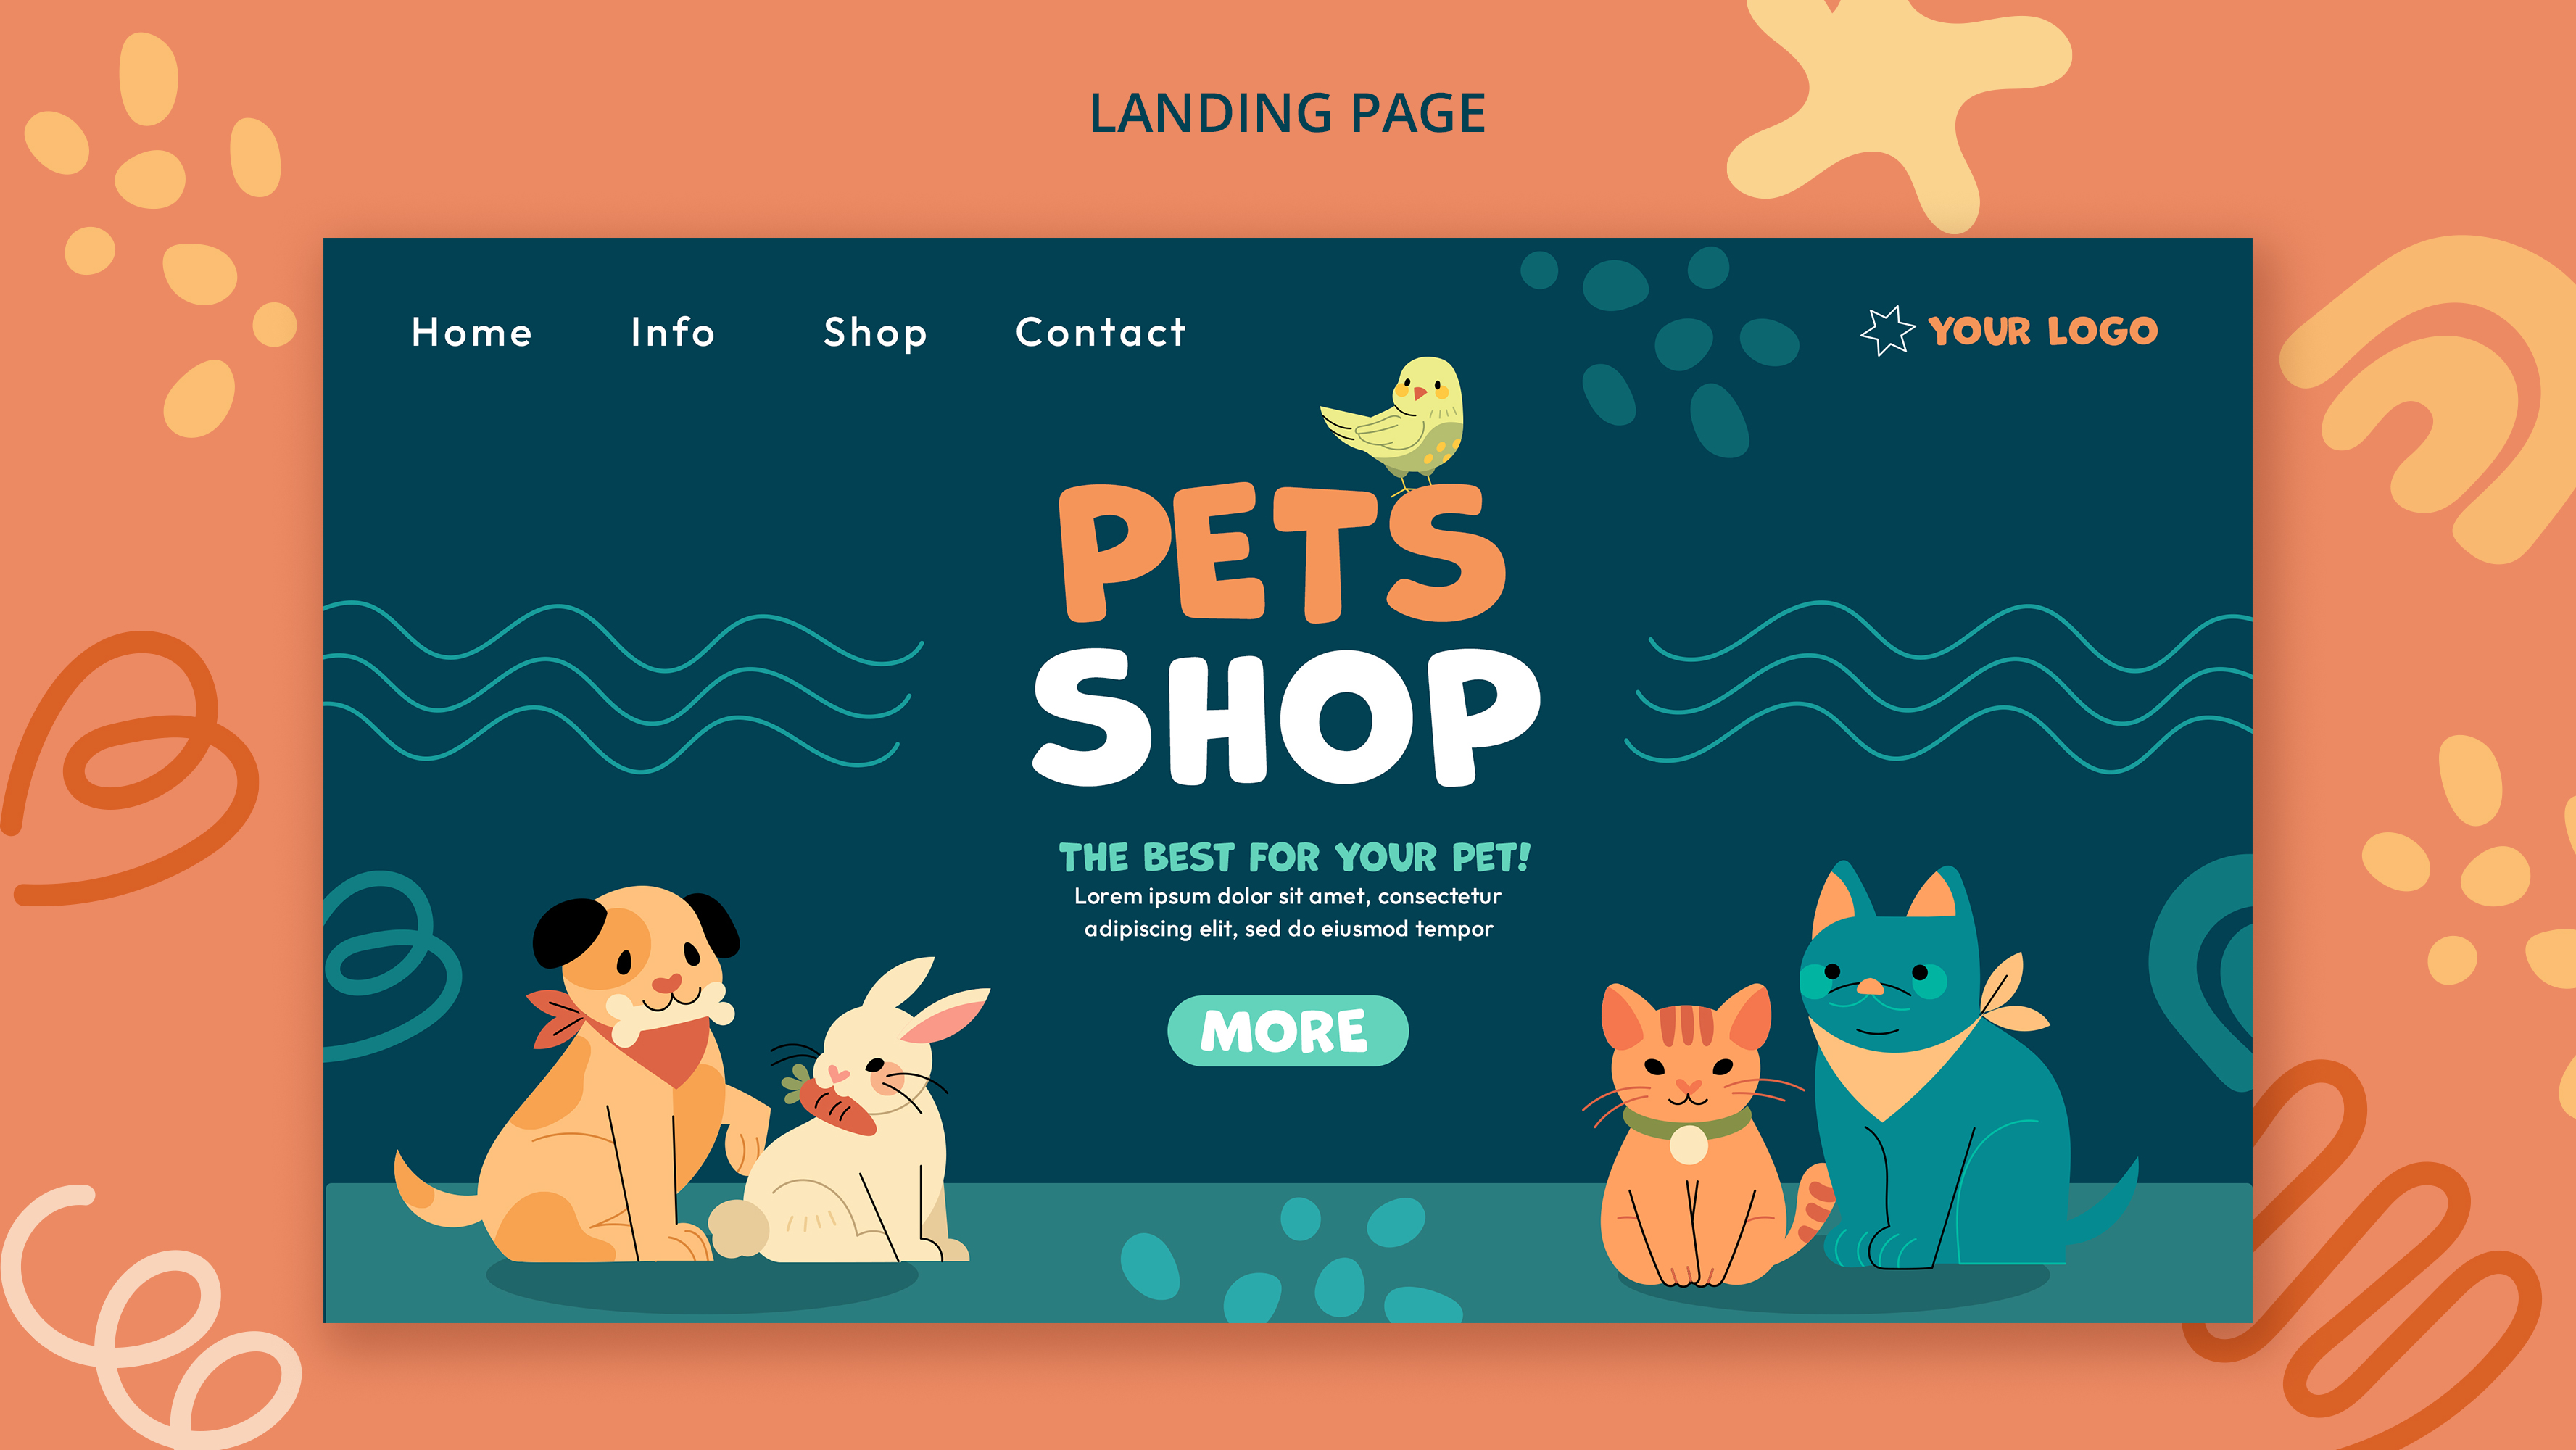 LANDING PAGE
Home Info Shop Contact
YOUR LOGO
PETS
SHOP
THE BEST FOR YOUR PET!
Lorem ipsum dolor sit amet, consectetur
adipiscing elit, sed do eiusmod tempor
MORE